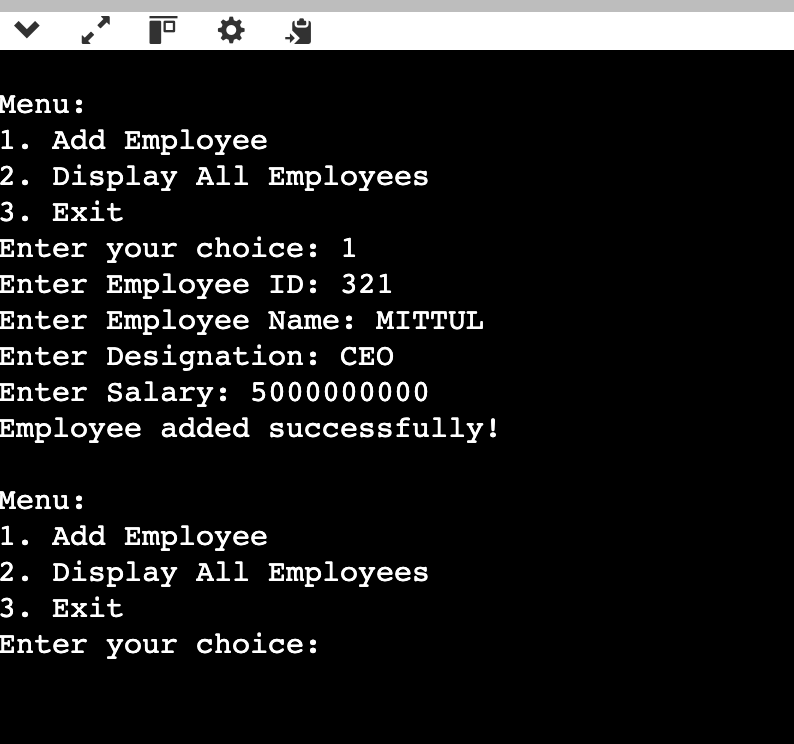 Menu:
1. Add Employee
2. Display All Employees
3. Exit
Enter your choice: 1
Enter Employee ID: 321
Enter Employee Name: MITTUL
Enter Designation: CEO
Enter Salary: 5000000000
Employee added successfully!
Menu:
1. Add Employee
2. Display All Employees
3. Exit
Enter your choice: